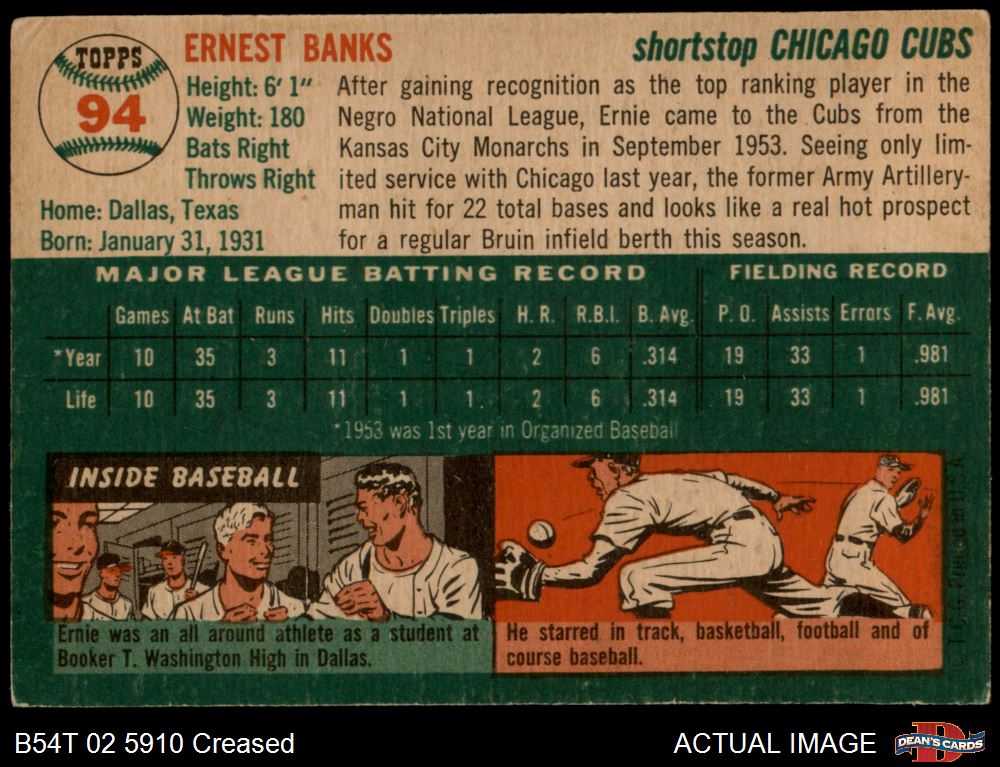 TOPPS
94
ERNEST BANKS
shortstop CHICAGO CUBS
Height: 6' 1"
Weight: 180
Bats Right
Throws Right
Home: Dallas, Texas
Born: January 31, 1931
After gaining recognition as the top ranking player in the
Negro National League, Ernie came to the Cubs from the
Kansas City Monarchs in September 1953. Seeing only lim-
ited service with Chicago last year, the former Army Artillery-
man hit for 22 total bases and looks like a real hot prospect
for a regular Bruin infield berth this season.
MAJOR LEAGUE BATTING RECORD FIELDING RECORD
Games At Bat Runs Hits Doubles Triples H. R. R.B.I. B. Avg. P. O. Assists Errors F. Avg.
*Year 10 35 3 11 1 1 2 6 .314 19 33 1 .981
Life 10 35 3 11 1 1 2 6 .314 19 33 1 .981
*1953 was 1st year in Organized Baseball
INSIDE BASEBALL
Ernie was an all around athlete as a student at
Booker T. Washington High in Dallas.
He starred in track, basketball, football and of
course baseball.
© T.C.G. Printed in U.S.A.
B54T 02 5910 Creased
ACTUAL IMAGE
DEAN'S CARDS